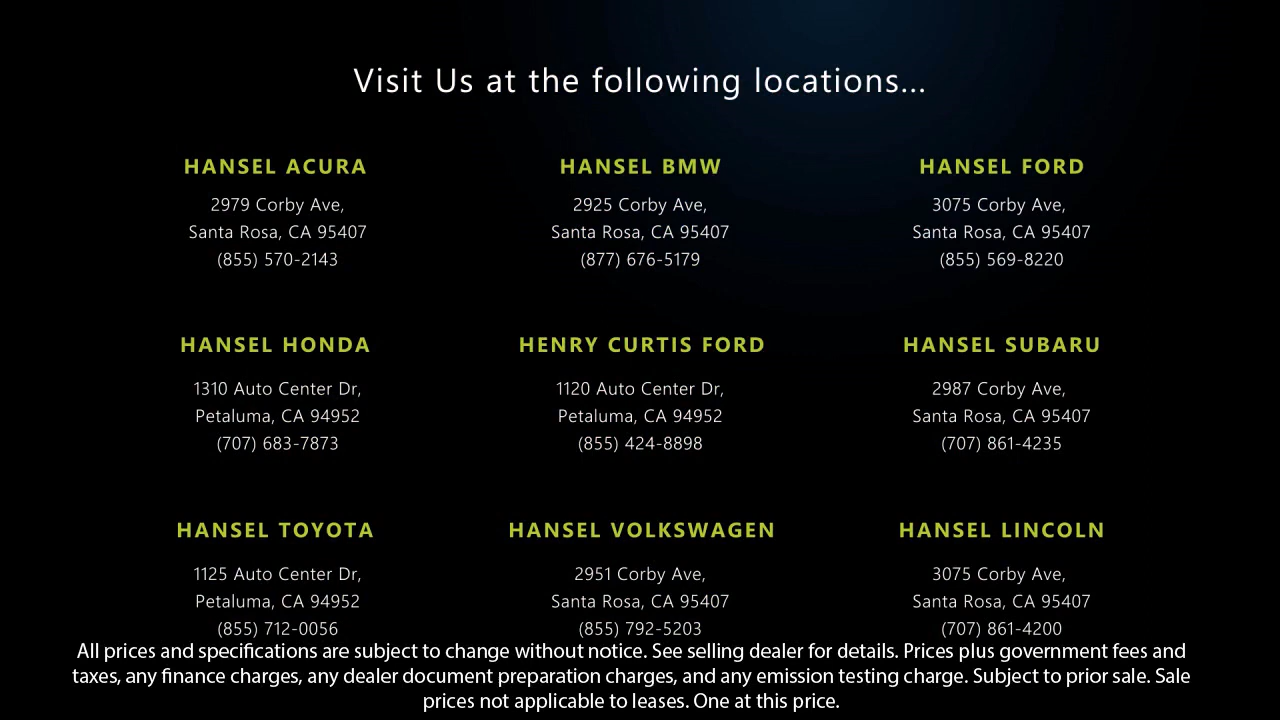 Visit Us at the following locations...
HANSEL ACURA
2979 Corby Ave,
Santa Rosa, CA 95407
(855) 570-2143
HANSEL BMW
2925 Corby Ave,
Santa Rosa, CA 95407
(877) 676-5179
HANSEL FORD
3075 Corby Ave,
Santa Rosa, CA 95407
(855) 569-8220
HANSEL HONDA
1310 Auto Center Dr,
Petaluma, CA 94952
(707) 683-7873
HENRY CURTIS FORD
1120 Auto Center Dr,
Petaluma, CA 94952
(855) 424-8898
HANSEL SUBARU
2987 Corby Ave,
Santa Rosa, CA 95407
(707) 861-4235
HANSEL TOYOTA
1125 Auto Center Dr,
Petaluma, CA 94952
(855) 712-0056
HANSEL VOLKSWAGEN
2951 Corby Ave,
Santa Rosa, CA 95407
(855) 792-5203
HANSEL LINCOLN
3075 Corby Ave,
Santa Rosa, CA 95407
(707) 861-4200
All prices and specifications are subject to change without notice. See selling dealer for details. Prices plus government fees and
taxes, any finance charges, any dealer document preparation charges, and any emission testing charge. Subject to prior sale. Sale
prices not applicable to leases. One at this price.